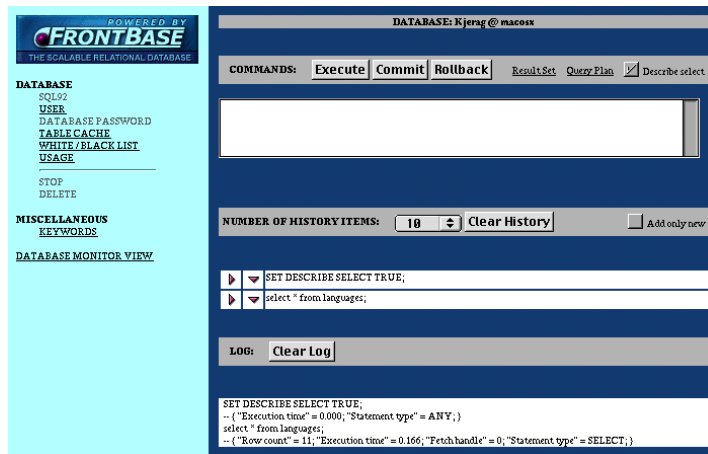 POWERED BY
FRONTBASE
THE SCALABLE RELATIONAL DATABASE
DATABASE
SQL92
USER
DATABASE PASSWORD
TABLE CACHE
WHITE / BLACK LIST
USAGE
STOP
DELETE
MISCELLANEOUS
KEYWORDS
DATABASE MONITOR VIEW
DATABASE: Kjerag @ macosx
COMMANDS: Execute Commit Rollback Result Set Query Plan Describe select
NUMBER OF HISTORY ITEMS: 10 Clear History Add only new
SET DESCRIBE SELECT TRUE;
select * from languages;
LOG: Clear Log
SET DESCRIBE SELECT TRUE;
-- { "Execution time" = 0.000; "Statement type" = ANY; }
select * from languages;
-- { "Row count" = 11; "Execution time" = 0.166; "Fetch handle" = 0; "Statement type" = SELECT; }